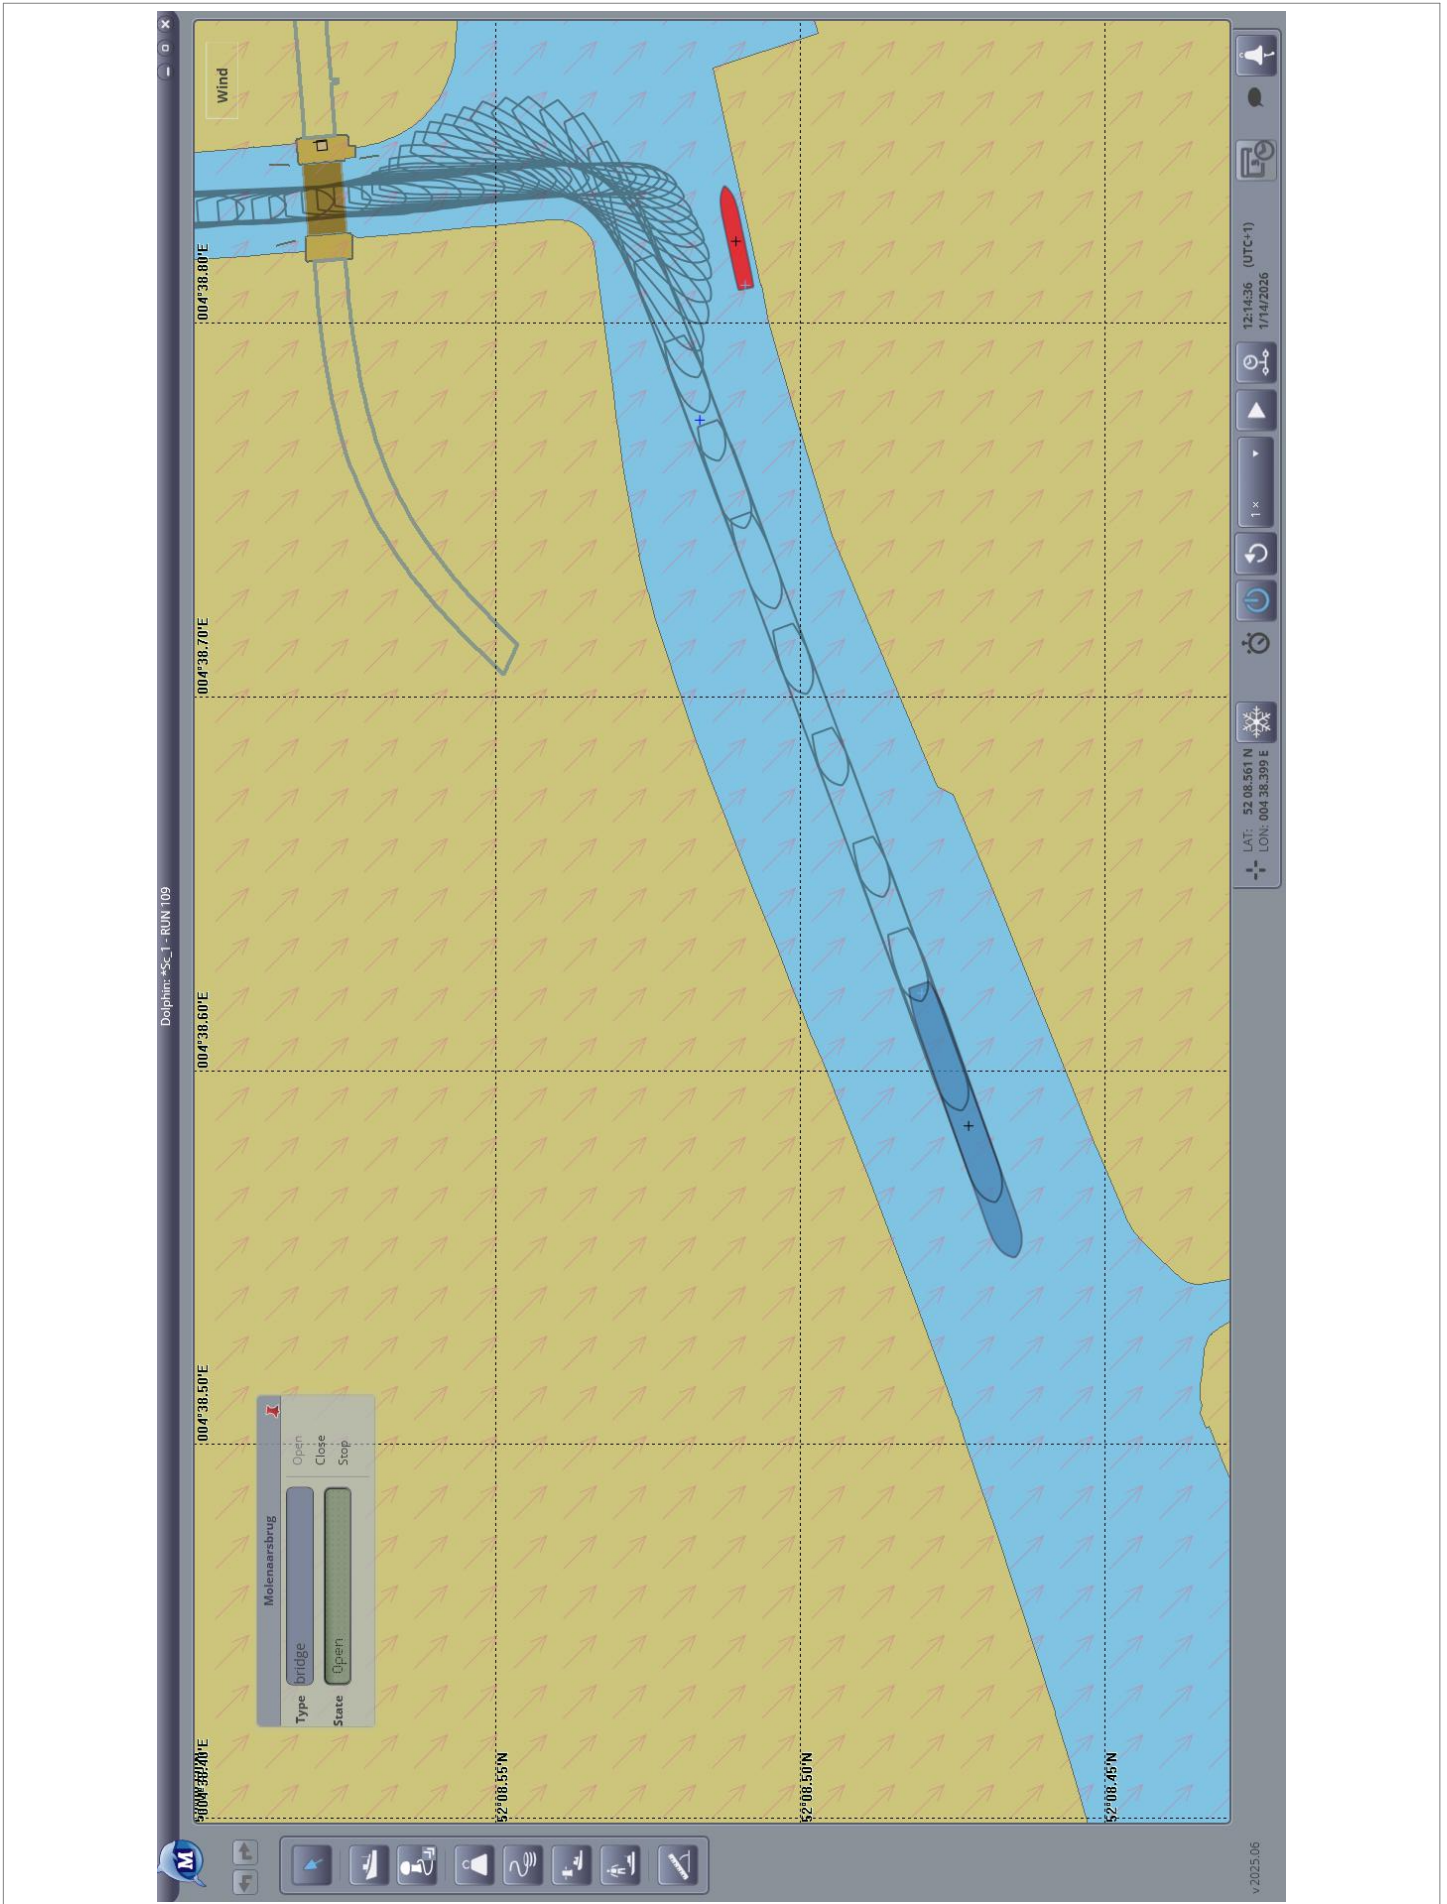 Dolphin: *Sc_1 - RUN 109
Wind
004°38.50'E
004°38.60'E
004°38.70'E
004°38.80'E
Molenaarsbrug
Type bridge
State Open
Open
Close
Stop
52°08.55'N
52°08.50'N
52°08.45'N
v 2025.06
LAT: 52 08.561 N
LON: 004 38.399 E
1 x
12:14:36 (UTC+1)
1/14/2026
M